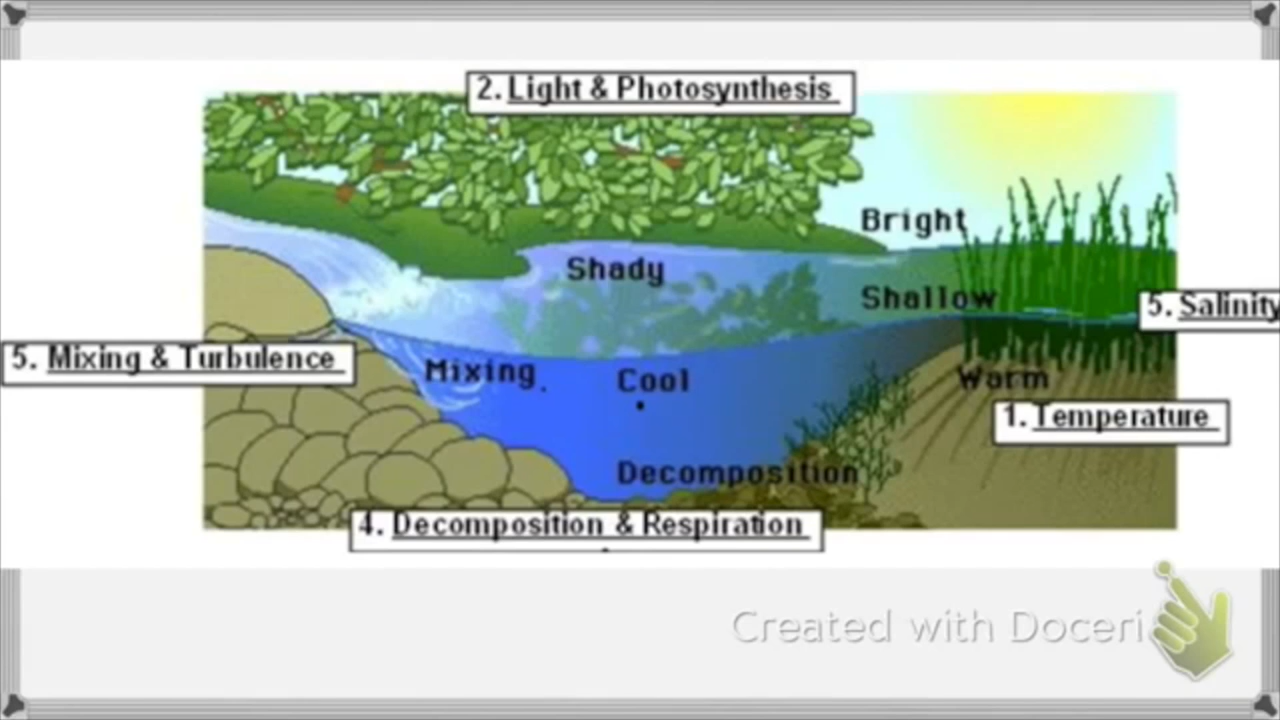 2. Light & Photosynthesis
Bright
Shady
Shallow
5. Salinity
5. Mixing & Turbulence
Mixing.
Cool
Warm
1. Temperature
Decomposition
4. Decomposition & Respiration
Created with Doceri